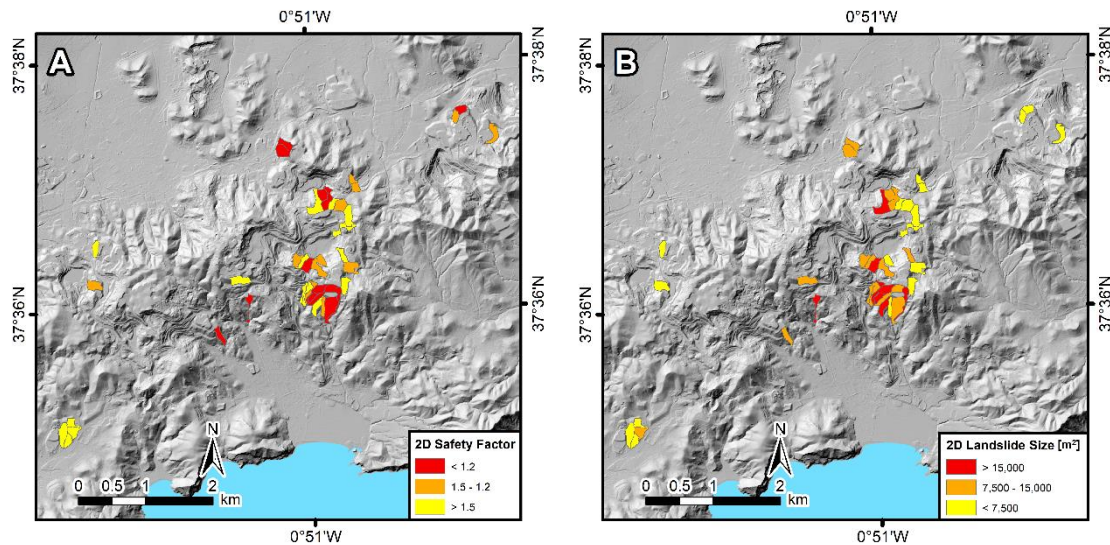 0°51'W
0°51'W
A
B
37°38'N
37°38'N
37°38'N
37°38'N
37°36'N
37°36'N
37°36'N
37°36'N
N
0 0.5 1 2
km
2D Safety Factor
< 1.2
1.5 - 1.2
> 1.5
N
0 0.5 1 2
km
2D Landslide Size [m²]
> 15,000
7,500 - 15,000
< 7,500
0°51'W
0°51'W